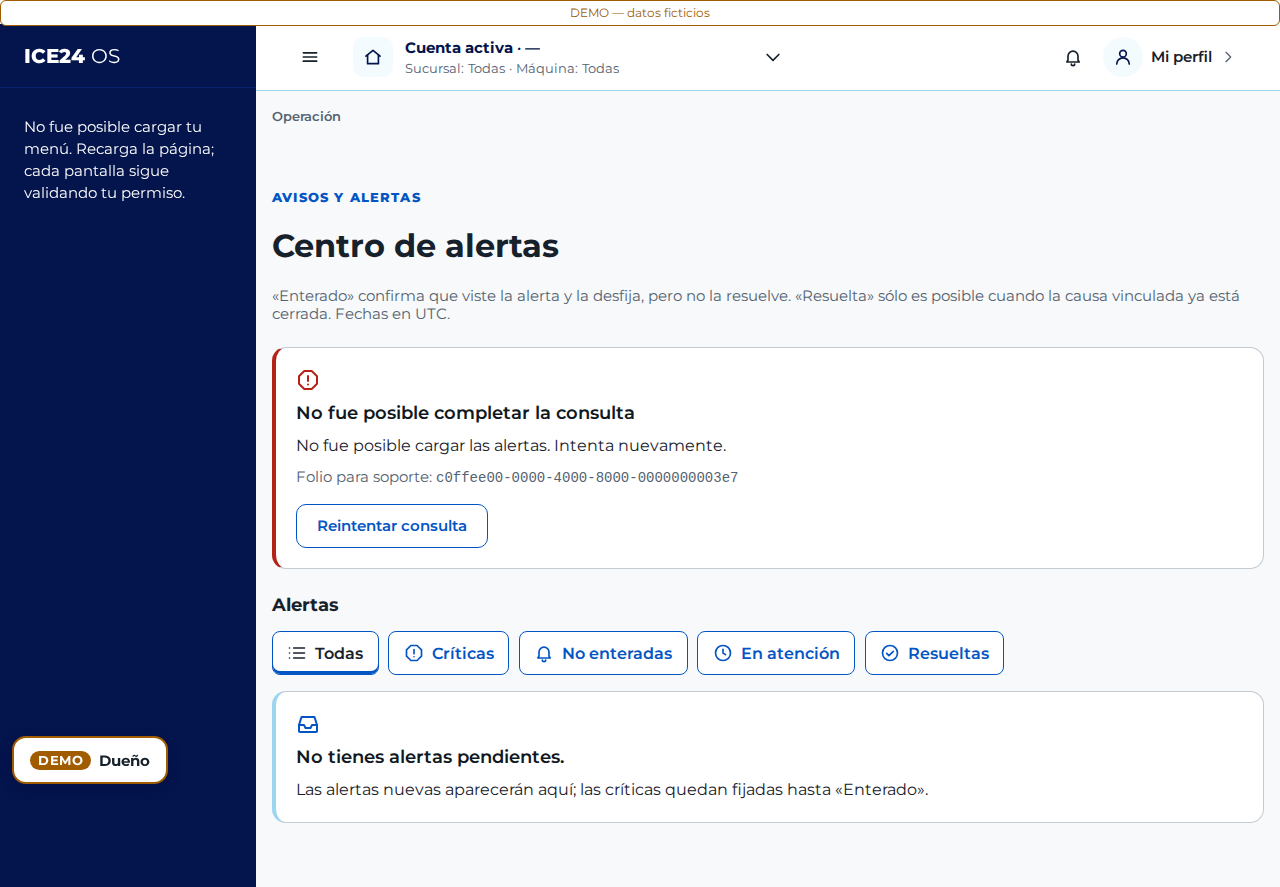 DEMO — datos ficticios
ICE24 OS
Cuenta activa · —
Sucursal: Todas · Máquina: Todas
Mi perfil
No fue posible cargar tu
menú. Recarga la página;
cada pantalla sigue
validando tu permiso.
DEMO Dueño
Operación
AVISOS Y ALERTAS
Centro de alertas
«Enterado» confirma que viste la alerta y la desfija, pero no la resuelve. «Resuelta» sólo es posible cuando la causa vinculada ya está
cerrada. Fechas en UTC.
No fue posible completar la consulta
No fue posible cargar las alertas. Intenta nuevamente.
Folio para soporte: c0ffee00-0000-4000-8000-0000000003e7
Reintentar consulta
Alertas
Todas Críticas No enteradas En atención Resueltas
No tienes alertas pendientes.
Las alertas nuevas aparecerán aquí; las críticas quedan fijadas hasta «Enterado».